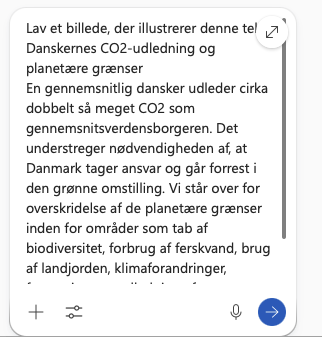 Lav et billede, der illustrerer denne
Danskernes CO2-udledning og
planetære grænser
En gennemsnitlig dansker udleder cirka
dobbelt så meget CO2 som
gennemsnitsverdensborgeren. Det
understreger nødvendigheden af, at
Danmark tager ansvar og går forrest i
den grønne omstilling. Vi står over for
overskridelse af de planetære grænser
inden for områder som tab af
biodiversitet, forbrug af ferskvand, brug
af landjorden, klimaforandringer,